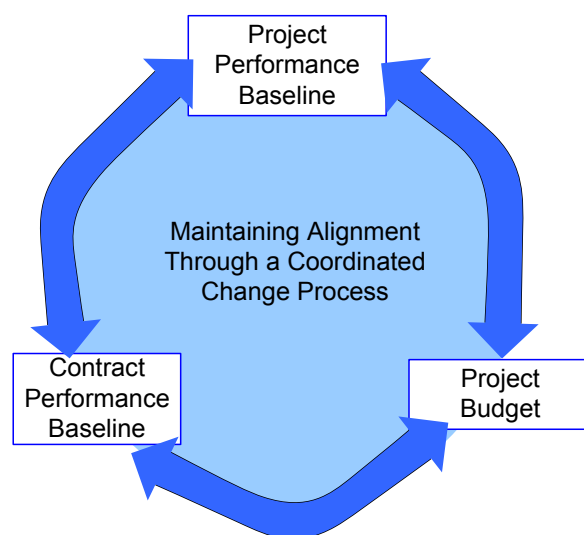 Project
Performance
Baseline
Maintaining Alignment
Through a Coordinated
Change Process
Contract
Performance
Baseline
Project
Budget